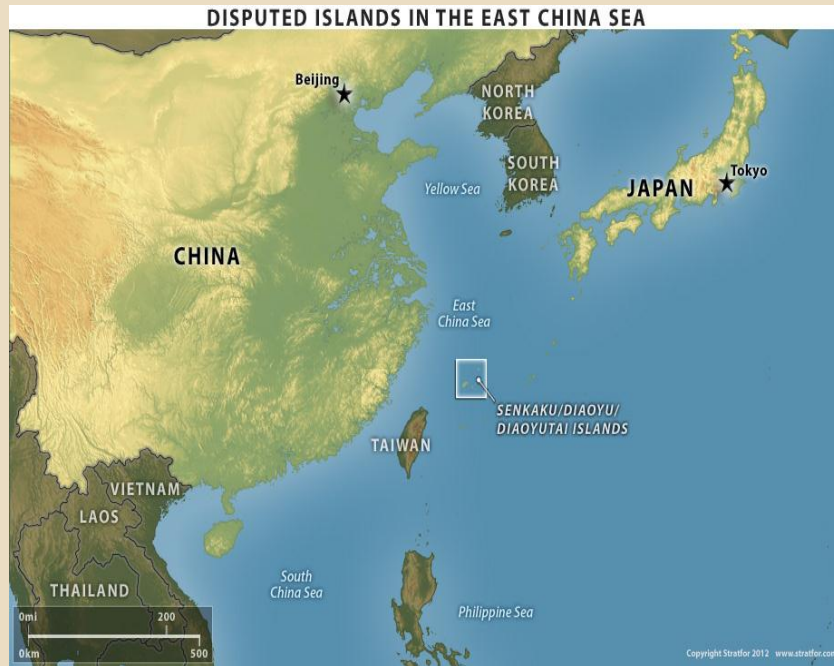 DISPUTED ISLANDS IN THE EAST CHINA SEA
Beijing
NORTH
KOREA
SOUTH
KOREA
Tokyo
JAPAN
Yellow Sea
CHINA
East
China Sea
SENKAKU/DIAOYU/
DIAOYUTAI ISLANDS
TAIWAN
VIETNAM
LAOS
THAILAND
South
China Sea
Philippine Sea
0mi 200
0km 500
Copyright Stratfor 2012 www.stratfor.com